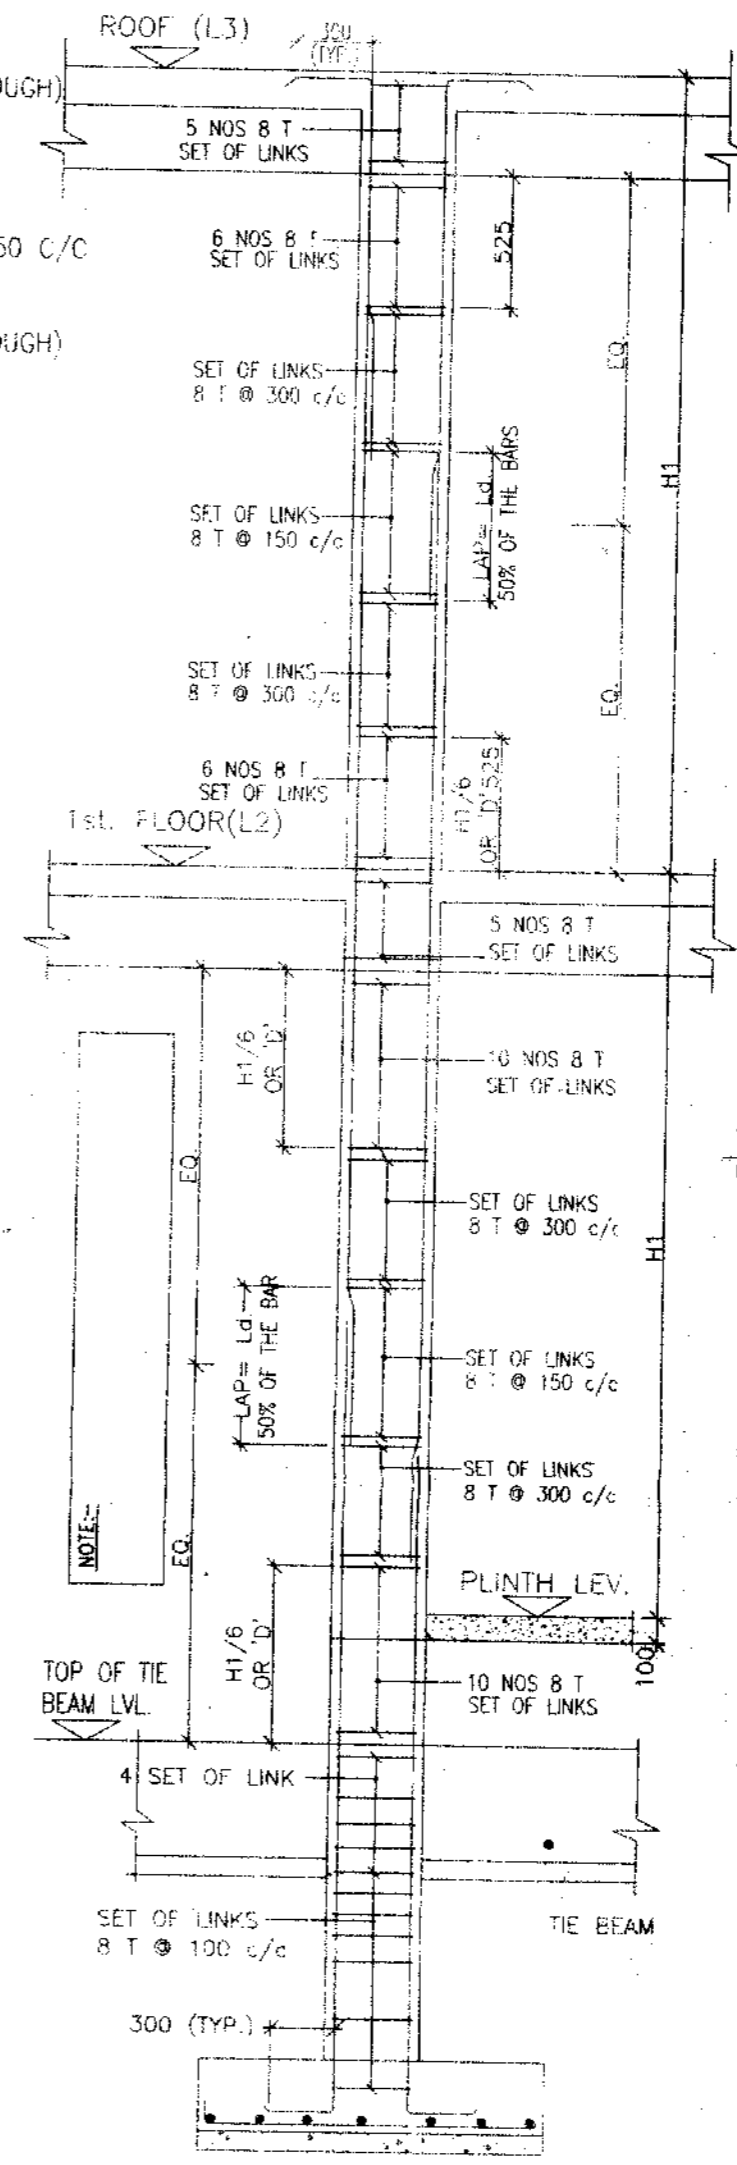 ROOF (L3)
300
(TYP.)
OUGH)
5 NOS 8 T
SET OF LINKS
50 C/C
6 NOS 8 T
SET OF LINKS
525
OUGH)
SET OF LINKS
8 T @ 300 c/c
EQ.
H1
SET OF LINKS
8 T @ 150 c/c
LAP= Ld.
50% OF THE BARS
SET OF LINKS
8 T @ 300 c/c
EQ.
6 NOS 8 T
SET OF LINKS
H1/6
OR 'D' 525
1st. FLOOR(L2)
5 NOS 8 T
SET OF LINKS
H1/6
OR 'D'
10 NOS 8 T
SET OF LINKS
EQ.
SET OF LINKS
8 T @ 300 c/c
H1
LAP= Ld.
50% OF THE BAR
SET OF LINKS
8 T @ 150 c/c
SET OF LINKS
8 T @ 300 c/c
NOTE:-
EQ.
PLINTH LEV.
H1/6
OR 'D'
100
TOP OF TIE
BEAM LVL.
10 NOS 8 T
SET OF LINKS
4 SET OF LINK
SET OF LINKS
8 T @ 100 c/c
TIE BEAM
300 (TYP.)